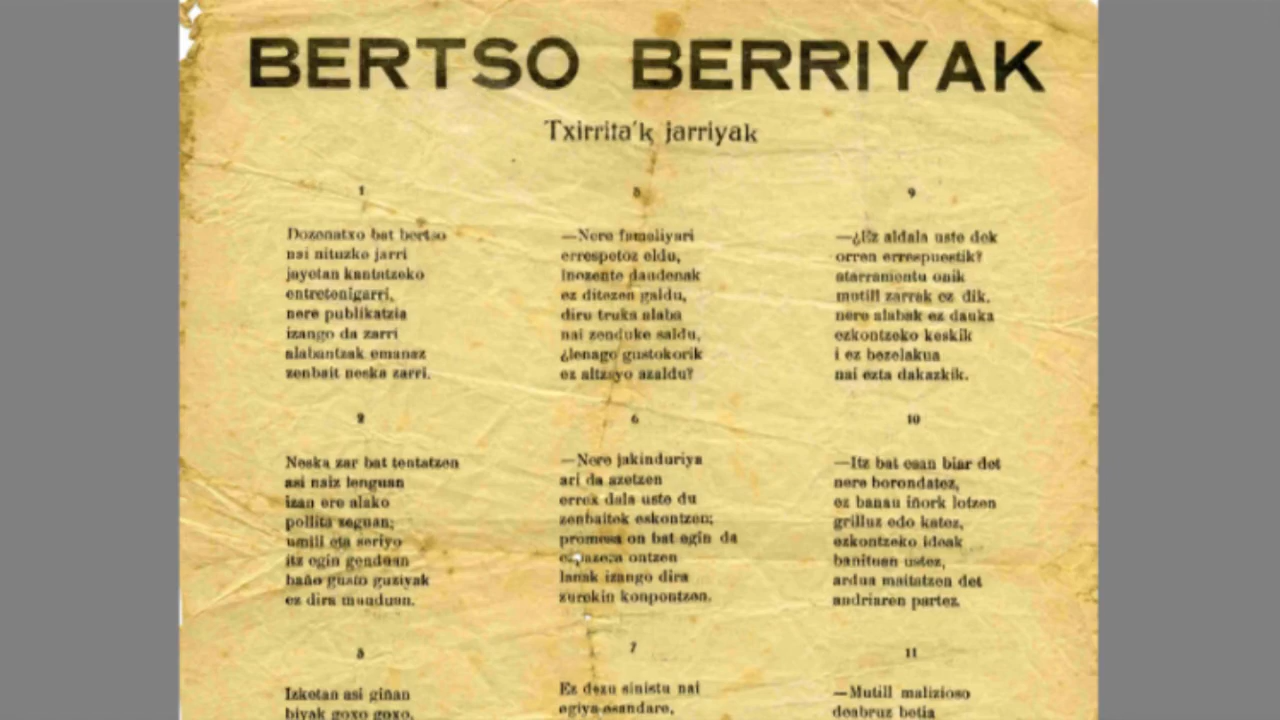 BERTSO BERRIYAK
Txirrita'k jarriyak
1
Dozenatxo bat bertso
nai nituzke jarri
jayetan kantatzeko
entretenigarri,
nere publikatzia
izango da zarri
alabantzak emanaz
zenbait neska zarri.
2
Neska zar bat tentatzen
asi naiz lenguan
izan ere alako
pollita zeguan;
umill eta seriyo
itz egin genduan
baño gusto guziyak
ez dira munduan.
3
Izketan asi giñan
biyak goxo goxo,
5
—Nere fameliyari
errespetoz eldu,
inozente daudenak
ez ditezen galdu,
diru truka alaba
nai zenduke saldu,
¿lenago gustokorik
ez altzayo azaldu?
6
—Nere jakinduriya
ari da azetzen
errex dala uste du
zenbaitek eskontzen;
promesa on bat egin da
ontzen
lanak izango dira
zurekin konpontzen.
7
Ez dezu sinistu nai
egiya esandare,
9
—¿Ez aldala uste dek
orren errespuestik?
atarramentu onik
mutill zarrak ez dik.
nere alabak ez dauka
ezkontzeko keskik
i ez bezelakua
nai ezta dakazkik.
10
—Itz bat esan biar det
nere borondatez,
ez banau iñork lotzen
grilluz edo katez,
ezkontzeko ideak
banituen ustez,
ardua maitatzen det
andriaren partez.
11
—Mutill malizioso
deabruz betia